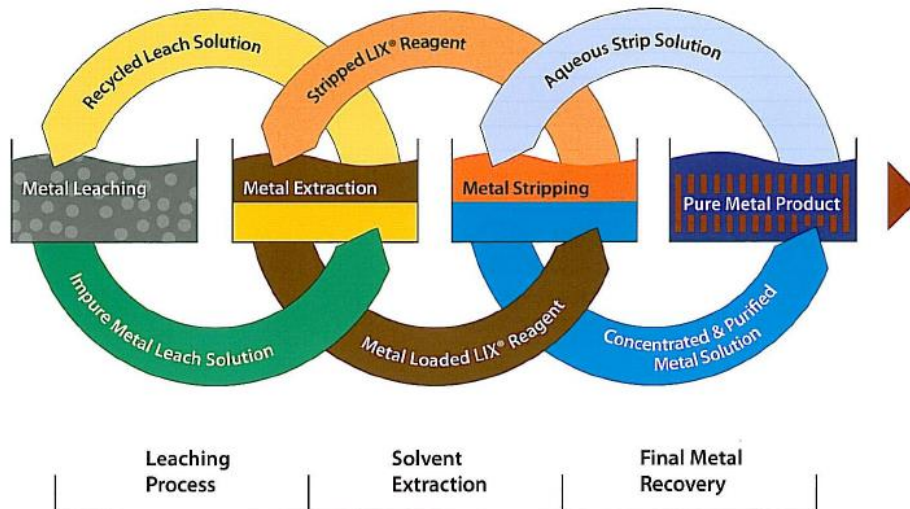 Recycled Leach Solution
Stripped LIX® Reagent
Aqueous Strip Solution
Metal Leaching
Metal Extraction
Metal Stripping
Pure Metal Product
Impure Metal Leach Solution
Metal Loaded LIX® Reagent
Concentrated & Purified
Metal Solution
Leaching
Process
Solvent
Extraction
Final Metal
Recovery